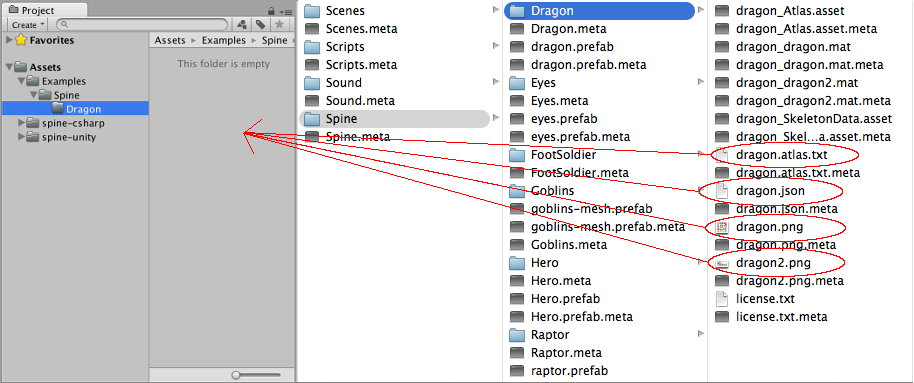 Project
Create
Favorites
Assets
Examples
Spine
Dragon
spine-csharp
spine-unity
Assets Examples Spine
This folder is empty
Scenes
Scenes.meta
Scripts
Scripts.meta
Sound
Sound.meta
Spine
Spine.meta
Dragon
Dragon.meta
dragon.prefab
dragon.prefab.meta
Eyes
Eyes.meta
eyes.prefab
eyes.prefab.meta
FootSoldier
FootSoldier.meta
Goblins
goblins-mesh.prefab
goblins-mesh.prefab.meta
Goblins.meta
Hero
Hero.meta
Hero.prefab
Hero.prefab.meta
Raptor
Raptor.meta
raptor.prefab
dragon_Atlas.asset
dragon_Atlas.asset.meta
dragon_dragon.mat
dragon_dragon.mat.meta
dragon_dragon2.mat
dragon_dragon2.mat.meta
dragon_SkeletonData.asset
dragon_Skel...a.asset.meta
dragon.atlas.txt
dragon.atlas.txt.meta
dragon.json
dragon.json.meta
dragon.png
dragon.png.meta
dragon2.png
dragon2.png.meta
license.txt
license.txt.meta